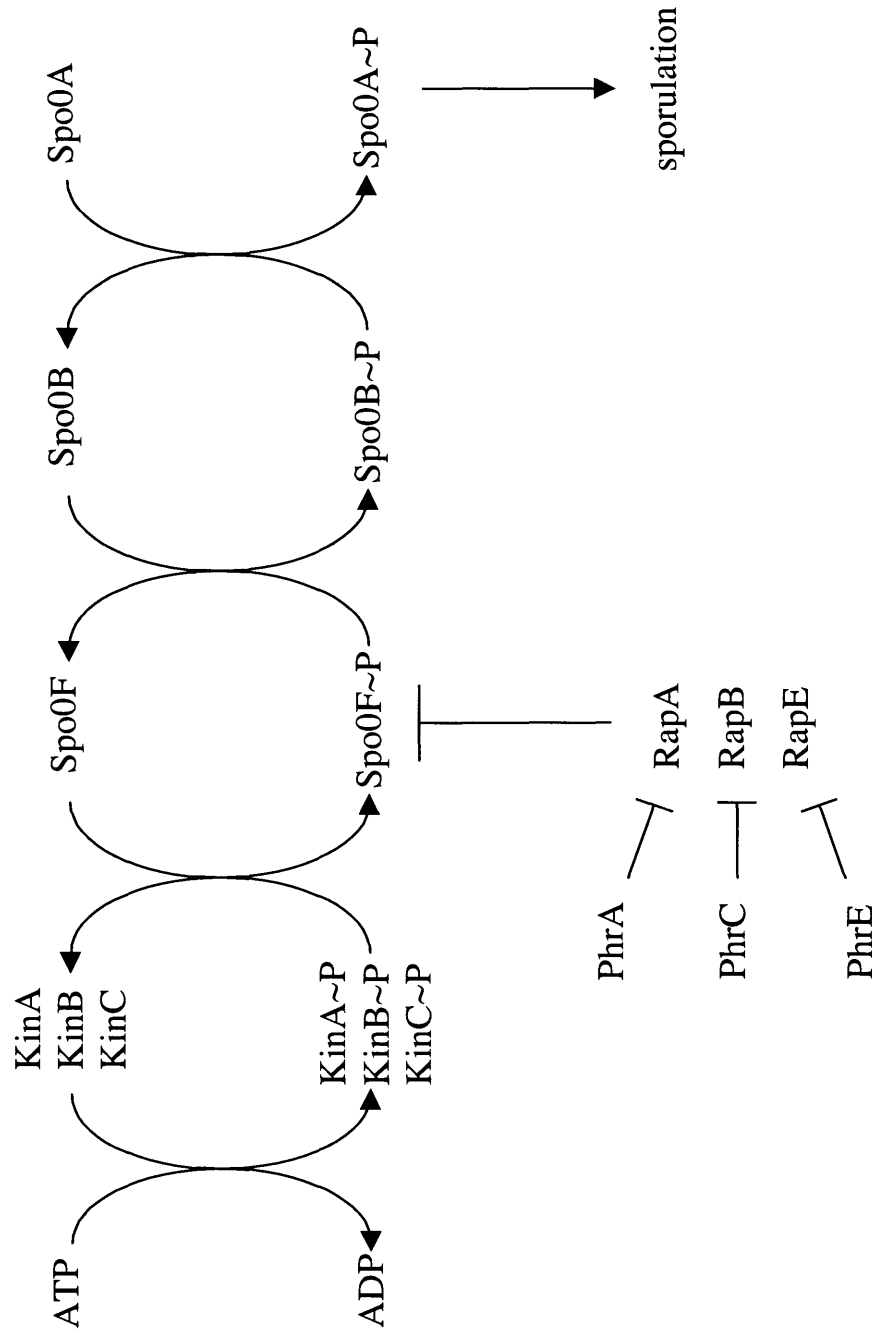 KinA
KinB
KinC
ATP
Spo0F
Spo0B
Spo0A
KinA~P
KinB~P
KinC~P
ADP
Spo0F~P
Spo0B~P
Spo0A~P
PhrA
PhrC
PhrE
RapA
RapB
RapE
sporulation